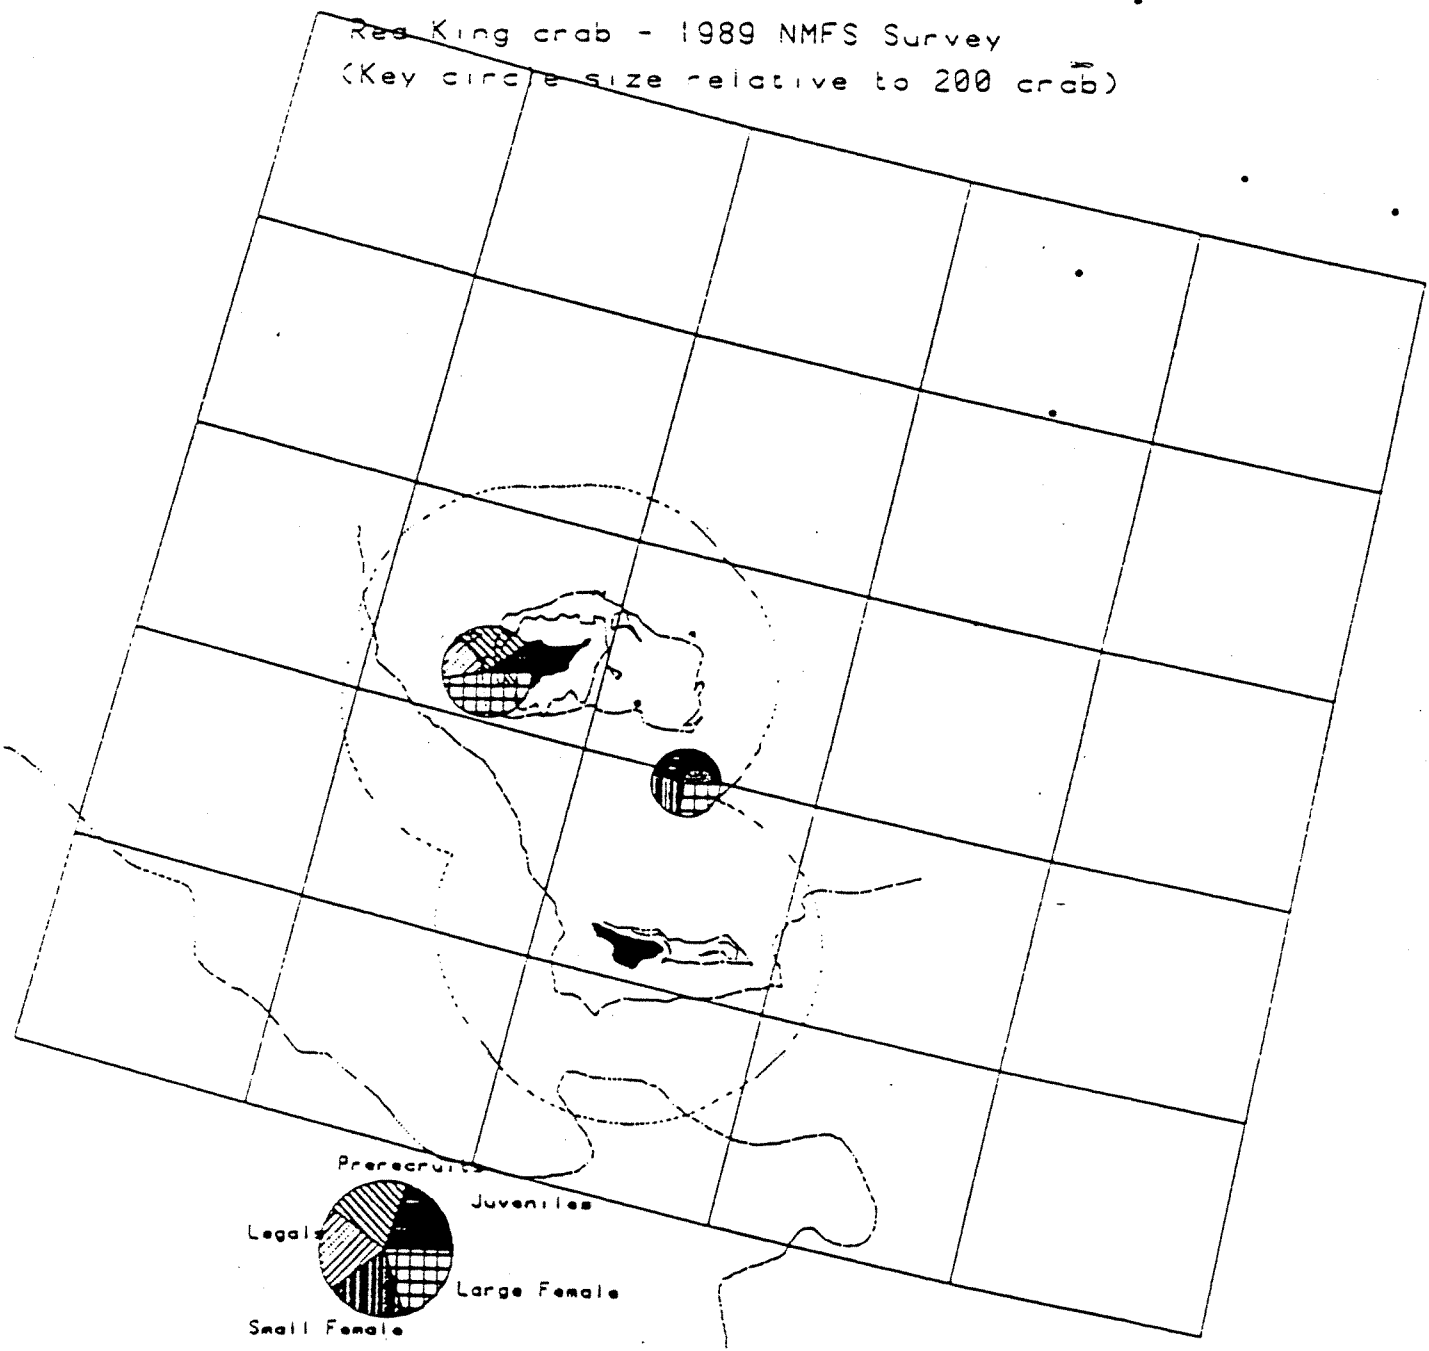 Red King crab - 1989 NMFS Survey
(Key circle size relative to 200 crab)
Prerecruits
Juveniles
Legals
Large Female
Small Female